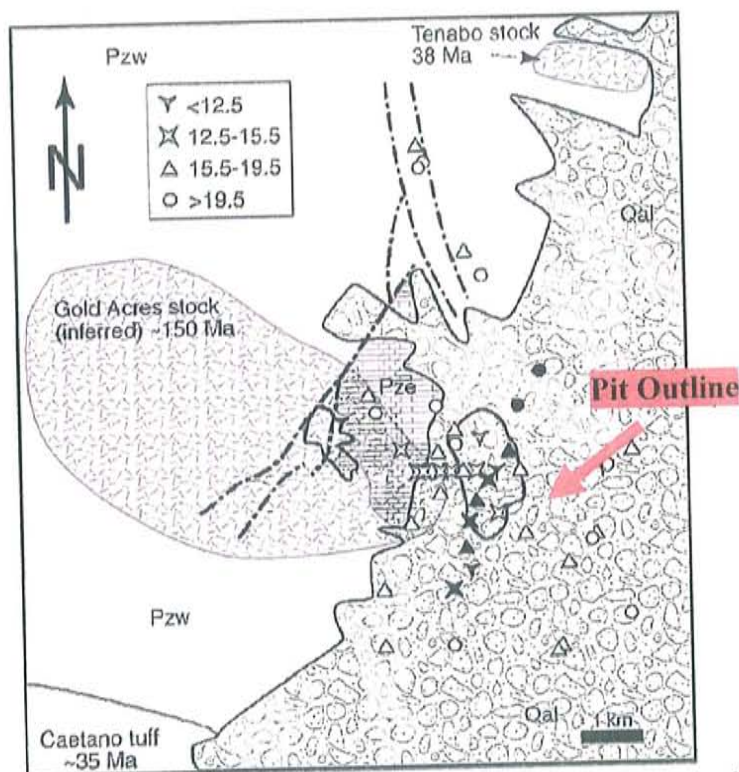 Pzw
Tenabo stock
38 Ma
N
<12.5
12.5-15.5
15.5-19.5
>19.5
Qal
Gold Acres stock
(inferred) ~150 Ma
Pze
Pit Outline
Pzw
Qal
1 km
Caetano tuff
~35 Ma